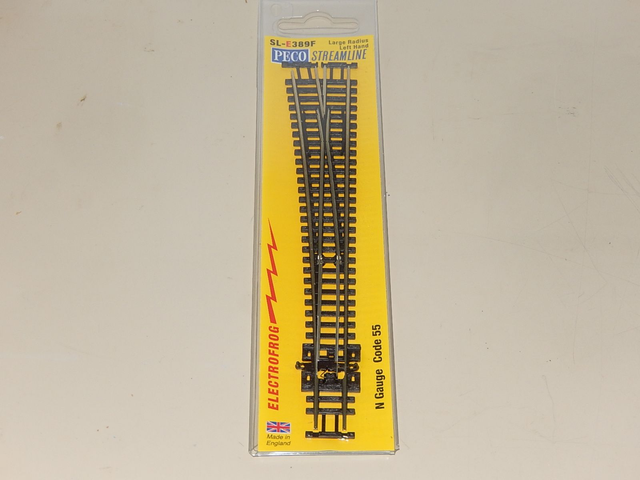 SL-E389F
Large Radius
Left Hand
PECO STREAMLINE
ELECTROFROG
N Gauge Code 55
Made in
England